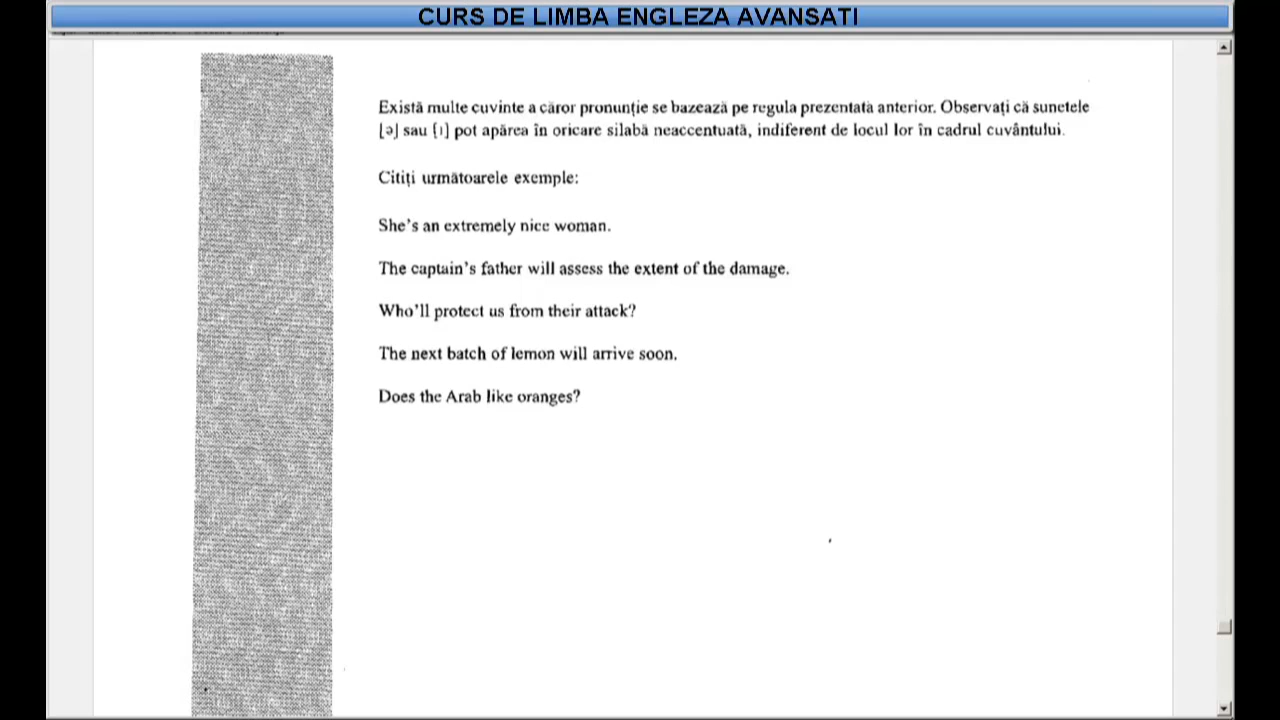 CURS DE LIMBA ENGLEZA AVANSATI
Există multe cuvinte a căror pronunție se bazează pe regula prezentată anterior. Observați că sunetele
[ə] sau [ɪ] pot apărea în oricare silabă neaccentuată, indiferent de locul lor în cadrul cuvântului.
Citiți următoarele exemple:
She's an extremely nice woman.
The captain's father will assess the extent of the damage.
Who'll protect us from their attack?
The next batch of lemon will arrive soon.
Does the Arab like oranges?